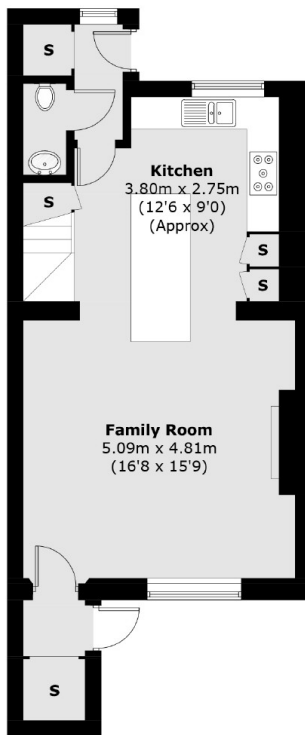 S
S
Kitchen
3.80m x 2.75m
(12'6 x 9'0)
(Approx)
S
S
Family Room
5.09m x 4.81m
(16'8 x 15'9)
S